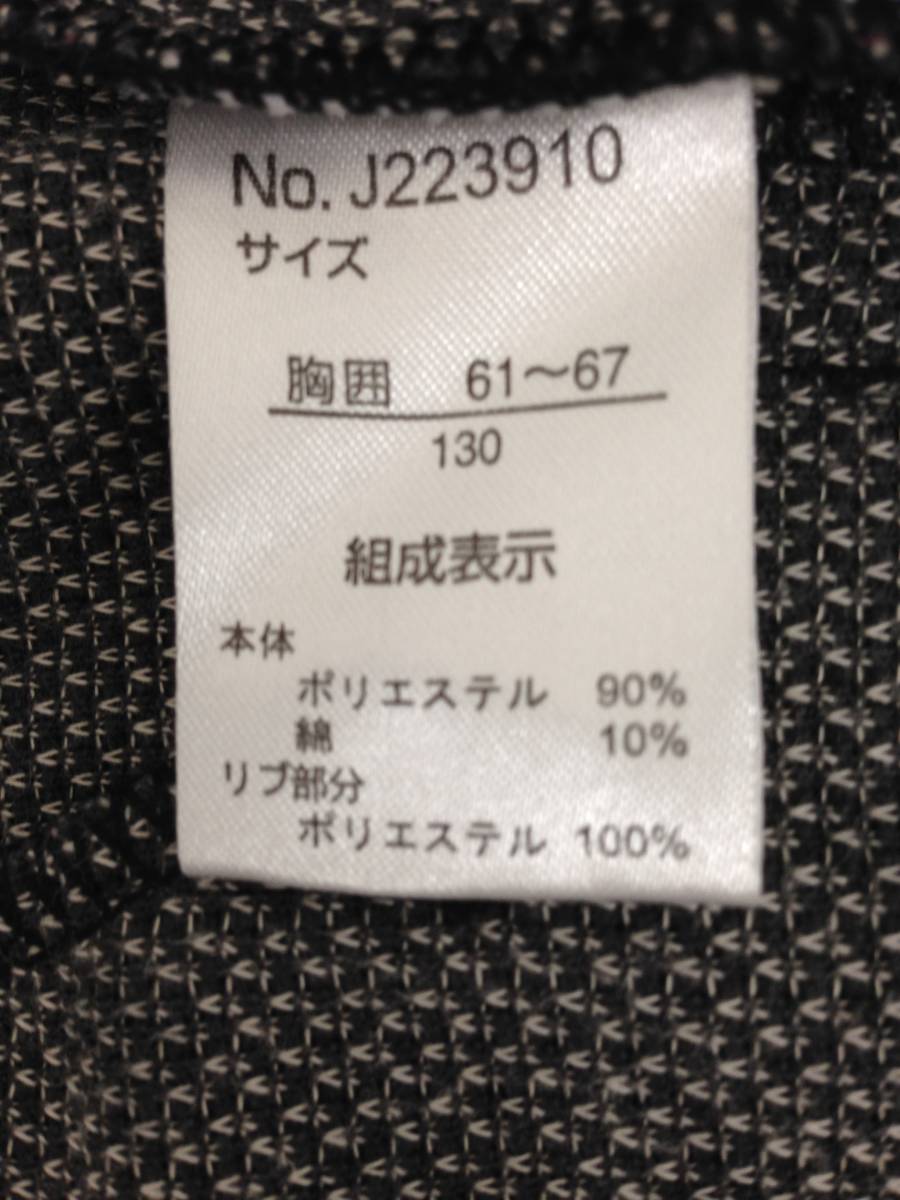 No. J223910
サイズ
胸囲 61〜67
130
組成表示
本体
ポリエステル 90%
綿 10%
リブ部分
ポリエステル 100%